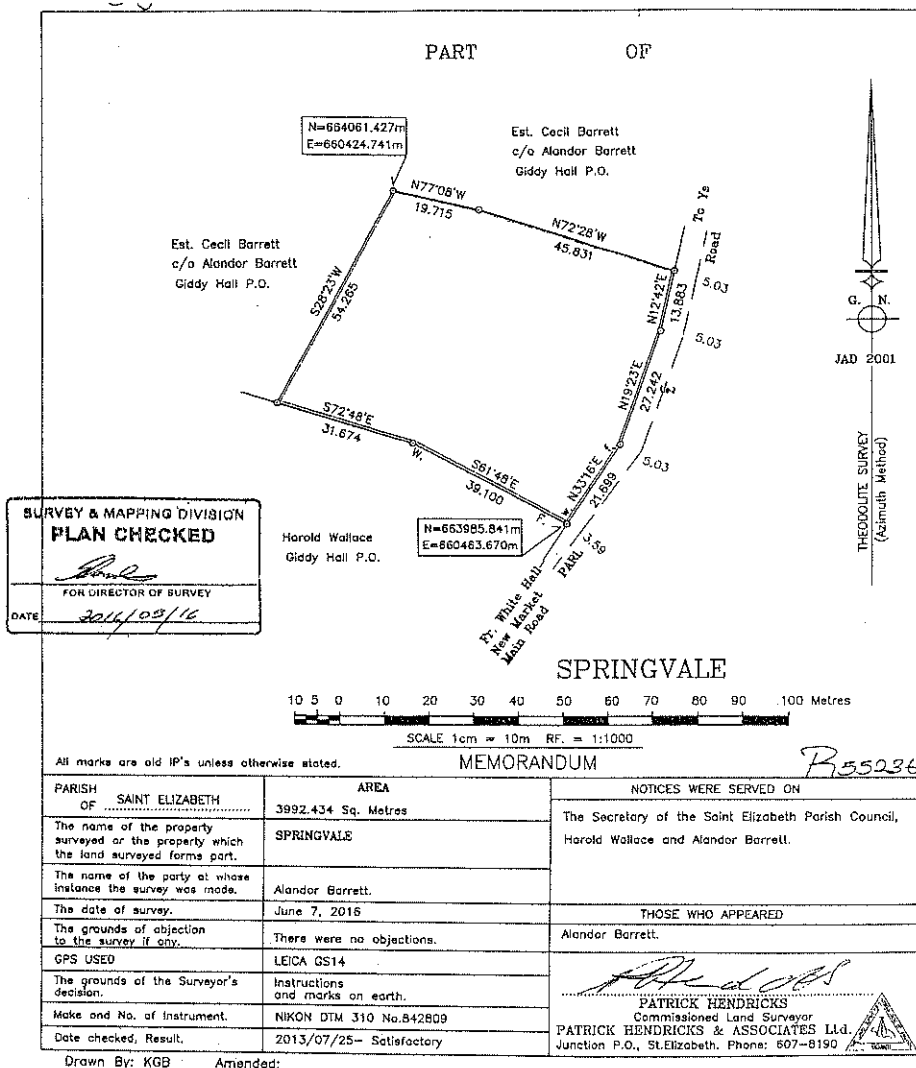 PART OF
N=664061.427m
E=660424.741m
Est. Cecil Barrett
c/o Alandor Barrett
Giddy Hall P.O.
N77°08'W
19.715
N72°28'W
45.831
To Ys
Road
Est. Cecil Barrett
c/o Alandor Barrett
Giddy Hall P.O.
S28°23'W
54.265
N12°42'E
13.883
5.03
5.03
G. N.
JAD 2001
N19°23'E
27.242
5.03
S72°48'E
31.674
W.
S61°48'E
39.100
N33°16'E
21.699
THEODOLITE SURVEY
(Azimuth Method)
SURVEY & MAPPING DIVISION
PLAN CHECKED
FOR DIRECTOR OF SURVEY
DATE 2016/09/16
Harold Wallace
Giddy Hall P.O.
N=663985.841m
E=660463.670m
F.
W.
3.59
PARL
Fr. White Hall
New Market
Main Road
SPRINGVALE
10 5 0 10 20 30 40 50 60 70 80 90 100 Metres
SCALE 1cm = 10m RF. = 1:1000
All marks are old IP's unless otherwise stated.
MEMORANDUM
PARISH OF SAINT ELIZABETH
AREA
3992.434 Sq. Metres
The name of the property
surveyed or the property which
the land surveyed forms part.
SPRINGVALE
The name of the party at whose
instance the survey was made.
Alandor Barrett.
The date of survey.
June 7, 2016
The grounds of objection
to the survey if any.
There were no objections.
GPS USED
LEICA GS14
The grounds of the Surveyor's
decision.
Instructions
and marks on earth.
Make and No. of Instrument.
NIKON DTM 310 No.842809
Date checked, Result.
2013/07/25- Satisfactory
NOTICES WERE SERVED ON
The Secretary of the Saint Elizabeth Parish Council,
Harold Wallace and Alandor Barrett.
THOSE WHO APPEARED
Alandor Barrett.
PATRICK HENDRICKS
Commissioned Land Surveyor
PATRICK HENDRICKS & ASSOCIATES Ltd.
Junction P.O., St.Elizabeth. Phone: 607-8190
Drawn By: KGB Amended: